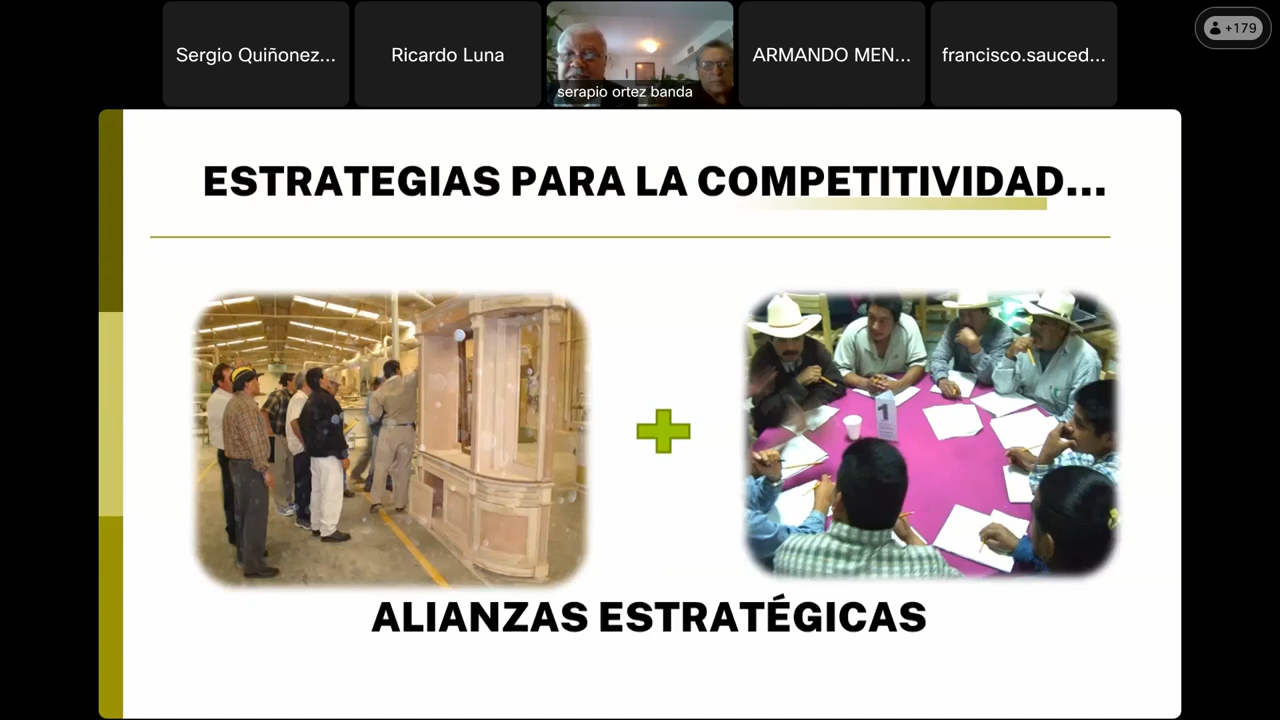 Sergio Quiñonez...
Ricardo Luna
serapio ortez banda
ARMANDO MEN...
francisco.sauced...
+179
ESTRATEGIAS PARA LA COMPETITIVIDAD...
1
ALIANZAS ESTRATÉGICAS